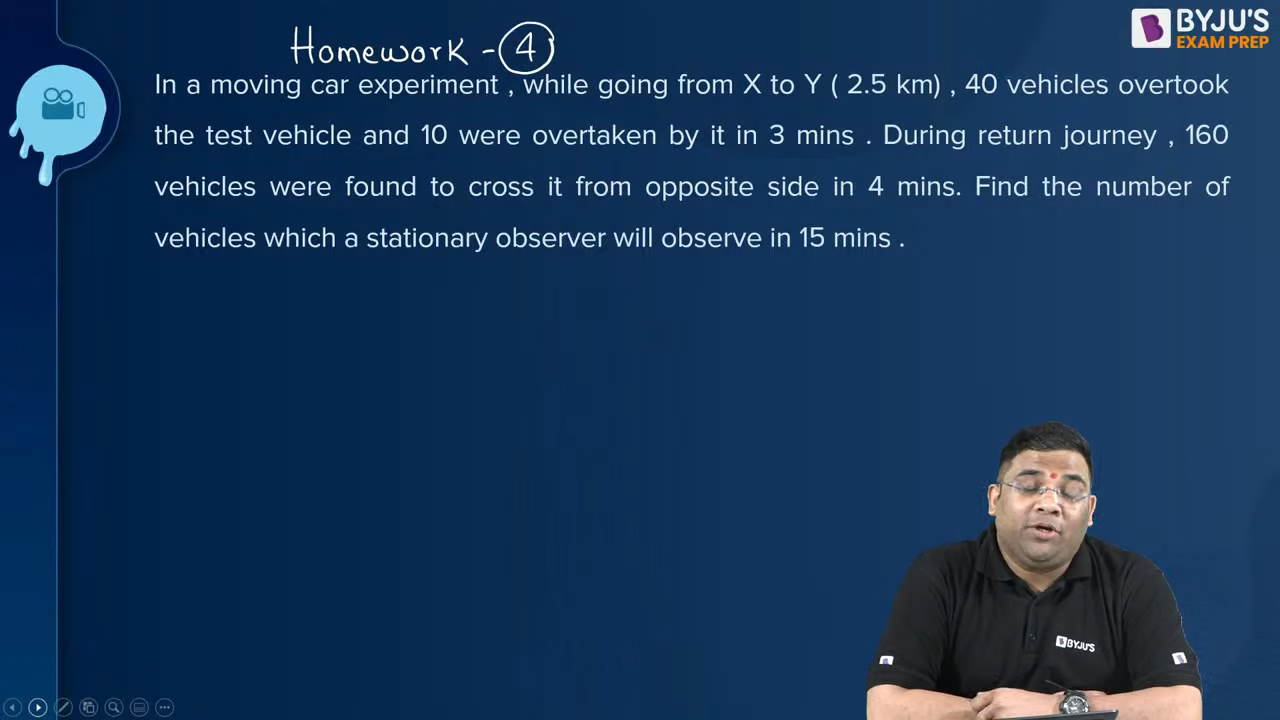 Homework - 4
BYJU'S
EXAM PREP
In a moving car experiment , while going from X to Y ( 2.5 km) , 40 vehicles overtook
the test vehicle and 10 were overtaken by it in 3 mins . During return journey , 160
vehicles were found to cross it from opposite side in 4 mins. Find the number of
vehicles which a stationary observer will observe in 15 mins .
BYJU'S